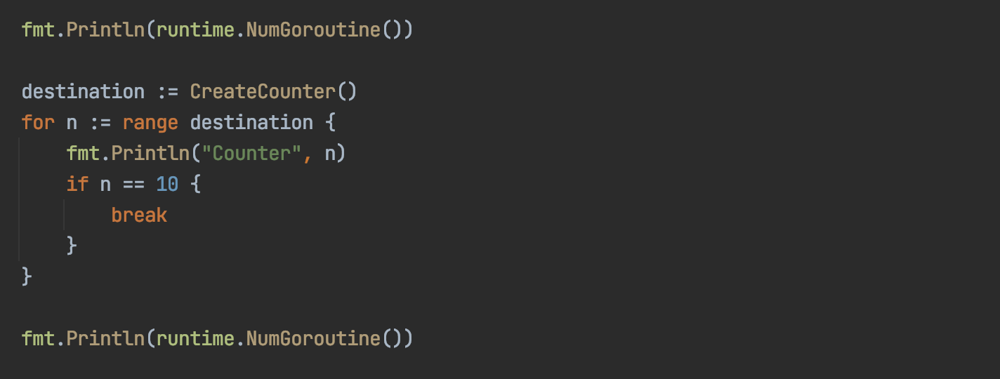 fmt.Println(runtime.NumGoroutine())
destination := CreateCounter()
for n := range destination {
fmt.Println("Counter", n)
if n == 10 {
break
}
}
fmt.Println(runtime.NumGoroutine())